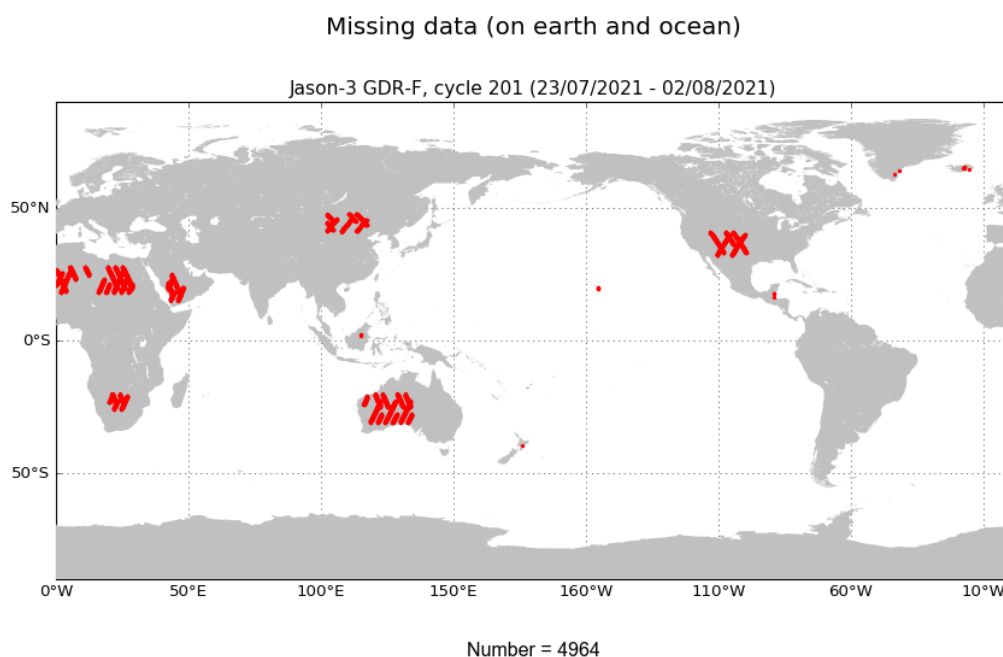 Missing data (on earth and ocean)
Jason-3 GDR-F, cycle 201 (23/07/2021 - 02/08/2021)
50°N
0°S
50°S
0°W 50°E 100°E 150°E 160°W 110°W 60°W 10°W
Number = 4964